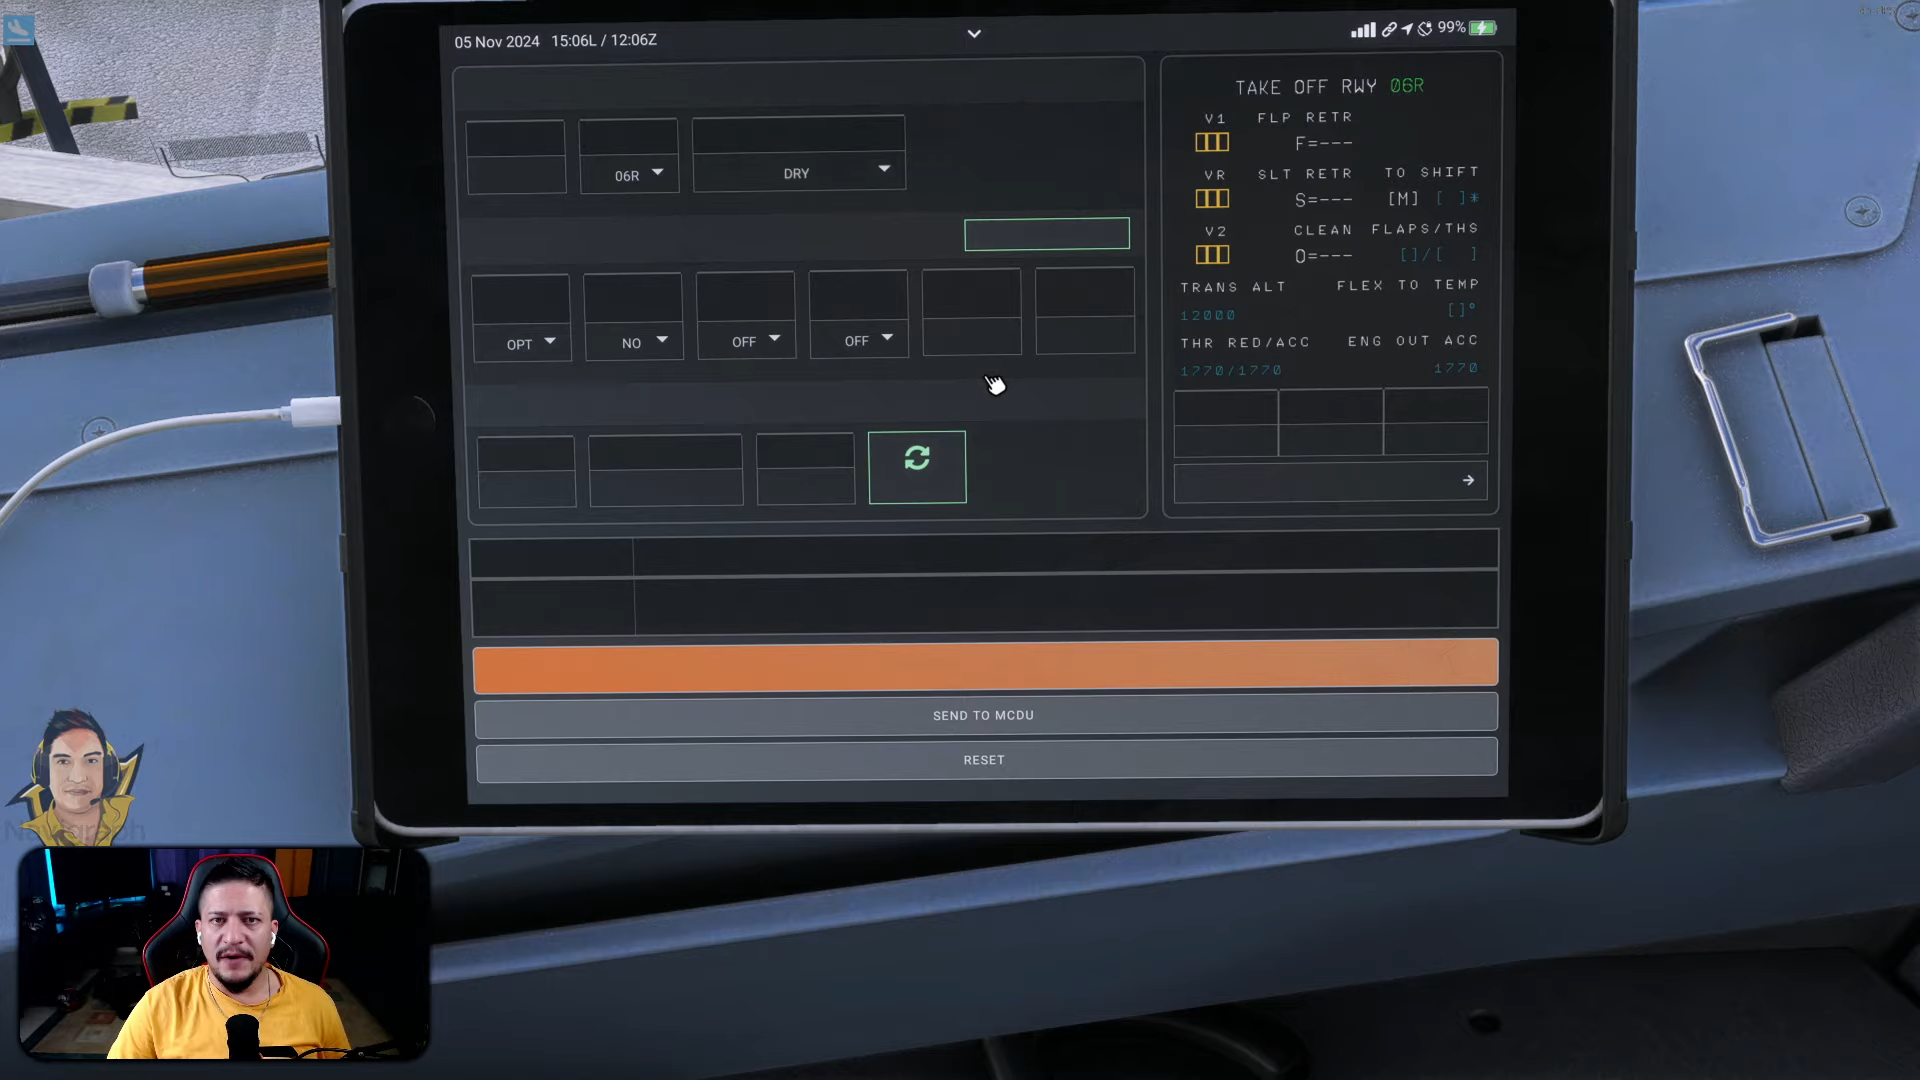 05 Nov 2024 15:06L / 12:06Z
99%
06R
DRY
OPT
NO
OFF
OFF
TAKE OFF RWY 06R
V1 FLP RETR
F=---
VR SLT RETR TO SHIFT
S=--- [M] [ ]*
V2 CLEAN FLAPS/THS
O=--- []/[ ]
TRANS ALT FLEX TO TEMP
12000 []°
THR RED/ACC ENG OUT ACC
1770/1770 1770
SEND TO MCDU
RESET